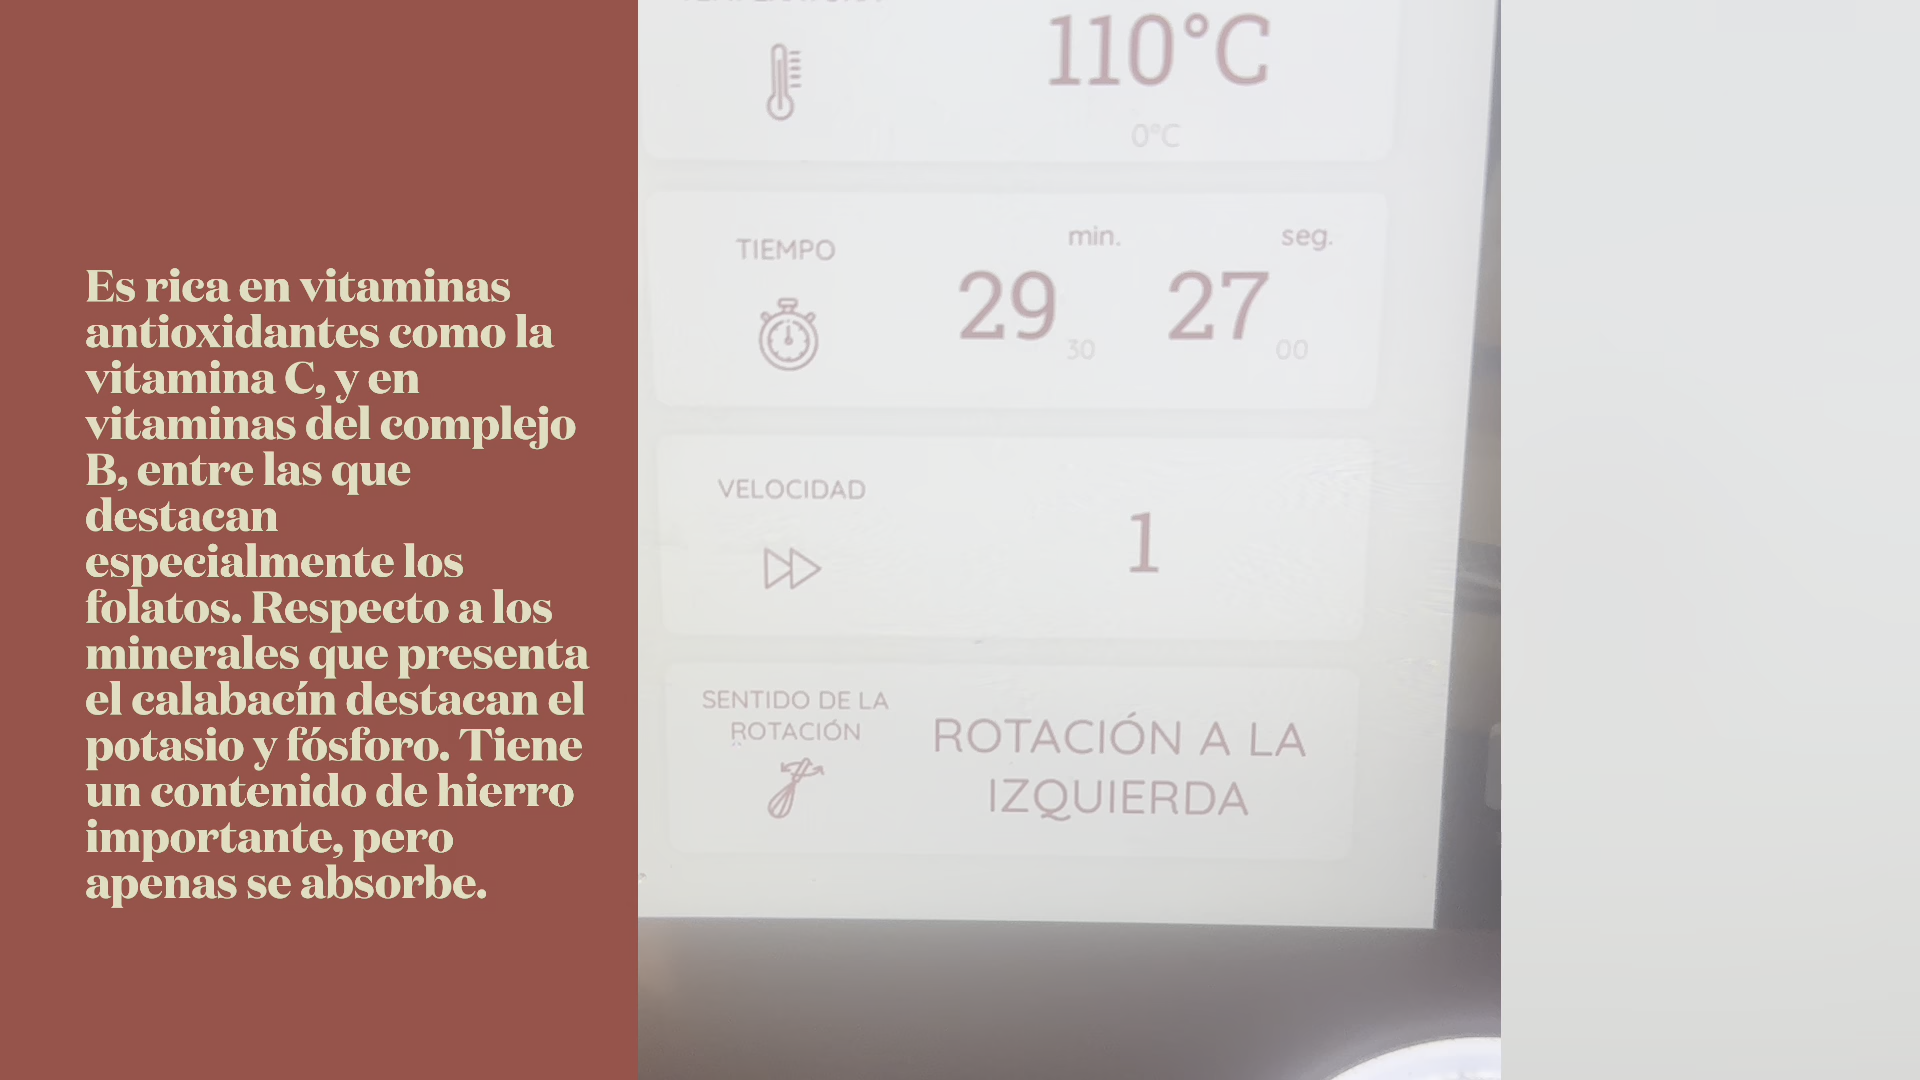 Es rica en vitaminas
antioxidantes como la
vitamina C, y en
vitaminas del complejo
B, entre las que
destacan
especialmente los
folatos. Respecto a los
minerales que presenta
el calabacín destacan el
potasio y fósforo. Tiene
un contenido de hierro
importante, pero
apenas se absorbe.
110°C
0°C
TIEMPO
min.
seg.
29
30
27
00
VELOCIDAD
1
SENTIDO DE LA
ROTACIÓN
ROTACIÓN A LA
IZQUIERDA